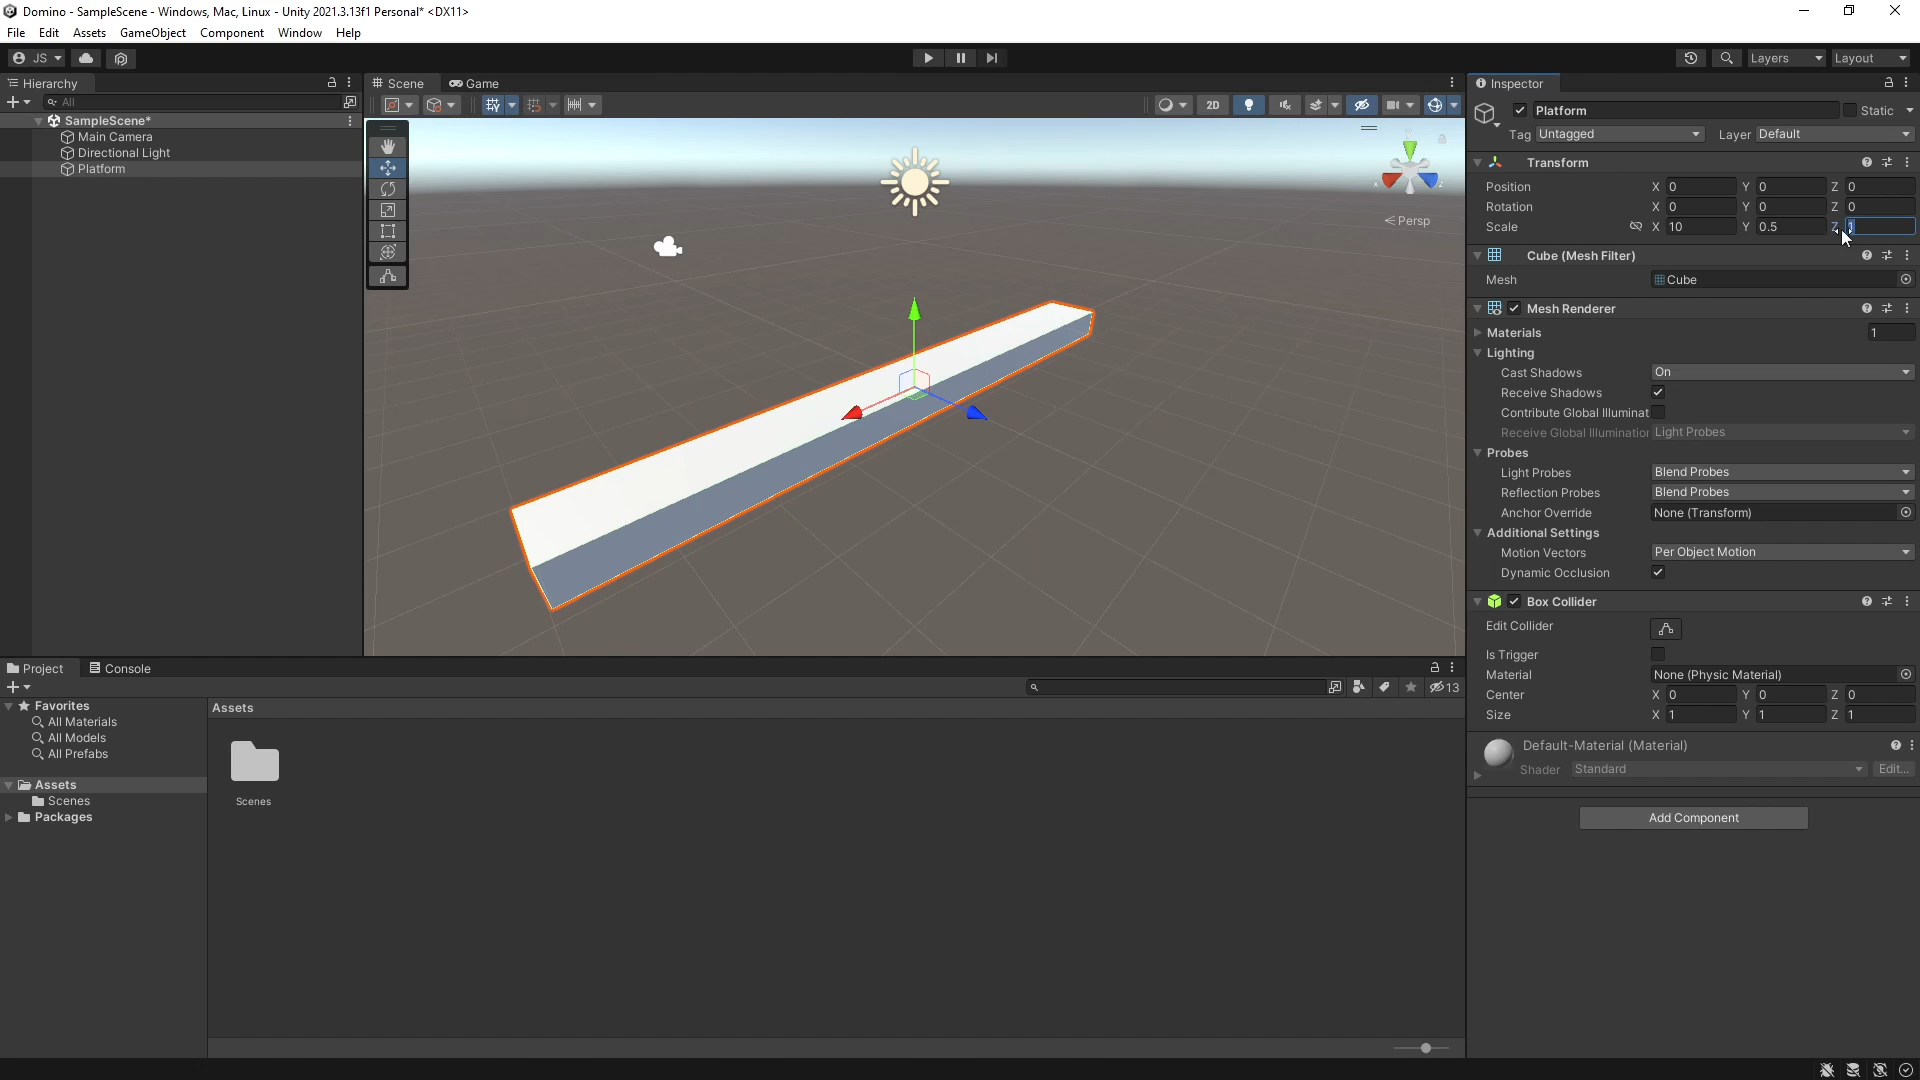 Domino - SampleScene - Windows, Mac, Linux - Unity 2021.3.13f1 Personal* <DX11>
File Edit Assets GameObject Component Window Help
JS Layers Layout
Hierarchy Scene Game Inspector
All
SampleScene*
Main Camera
Directional Light
Platform
2D
Persp
Platform Static
Tag Untagged Layer Default
Transform
Position X 0 Y 0 Z 0
Rotation X 0 Y 0 Z 0
Scale X 10 Y 0.5 Z 1
Cube (Mesh Filter)
Mesh Cube
Mesh Renderer
Materials 1
Lighting
Cast Shadows On
Receive Shadows
Contribute Global Illuminat
Receive Global Illumination Light Probes
Probes
Light Probes Blend Probes
Reflection Probes Blend Probes
Anchor Override None (Transform)
Additional Settings
Motion Vectors Per Object Motion
Dynamic Occlusion
Box Collider
Edit Collider
Is Trigger
Material None (Physic Material)
Center X 0 Y 0 Z 0
Size X 1 Y 1 Z 1
Default-Material (Material)
Shader Standard Edit...
Add Component
Project Console
13
Favorites
All Materials
All Models
All Prefabs
Assets
Scenes
Packages
Assets
Scenes